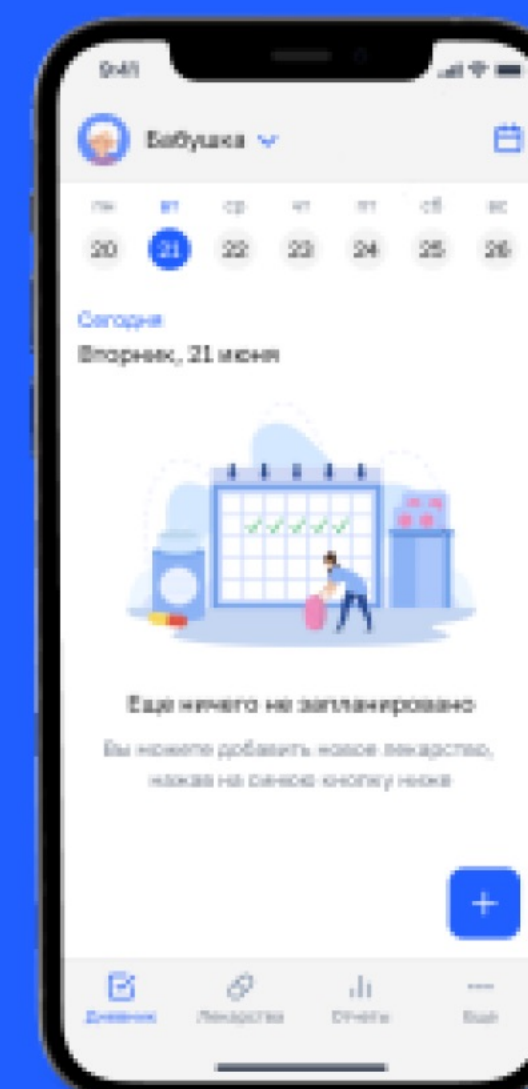 9:41
Бабушка
пн вт ср чт пт сб вс
20 21 22 23 24 25 26
Сегодня
Вторник, 21 июня
Еще ничего не запланировано
Вы можете добавить новое лекарство,
нажав на синюю кнопку ниже
Дневник Лекарства Отчеты Еще